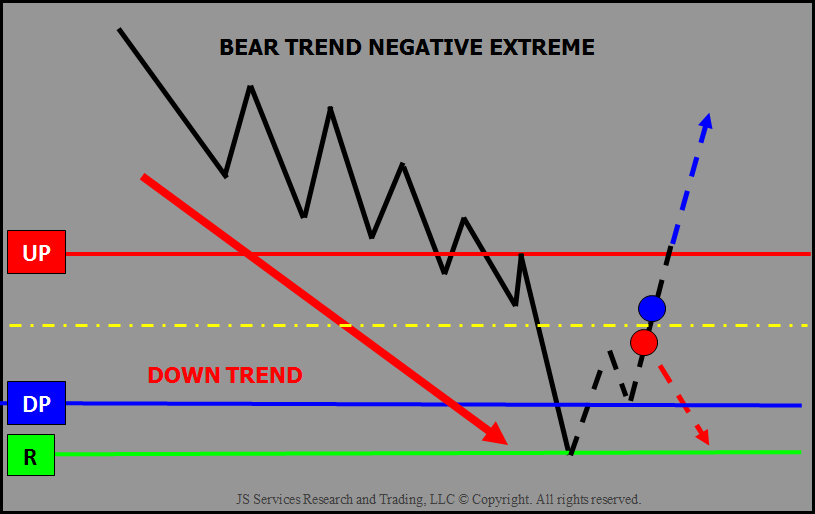 BEAR TREND NEGATIVE EXTREME
UP
DOWN TREND
DP
R
JS Services Research and Trading, LLC © Copyright. All rights reserved.